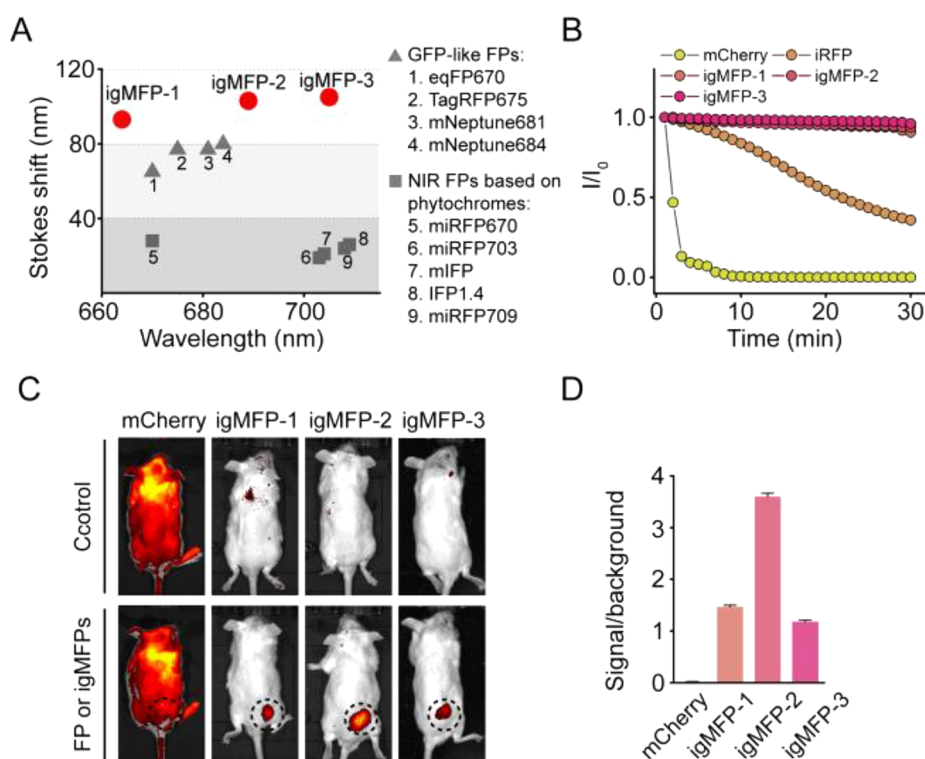 A
120
80
40
660
680
700
Stokes shift (nm)
Wavelength (nm)
igMFP-1
igMFP-2
igMFP-3
1
2
3
4
5
6
7
8
9
GFP-like FPs:
1. eqFP670
2. TagRFP675
3. mNeptune681
4. mNeptune684
NIR FPs based on
phytochromes:
5. miRFP670
6. miRFP703
7. mIFP
8. IFP1.4
9. miRFP709
B
mCherry
iRFP
igMFP-1
igMFP-2
igMFP-3
1.0
0.5
0.0
I/I0
0
10
20
30
Time (min)
C
mCherry igMFP-1 igMFP-2 igMFP-3
Ccontrol
FP or igMFPs
D
4
3
2
1
0
Signal/background
mCherry
igMFP-1
igMFP-2
igMFP-3